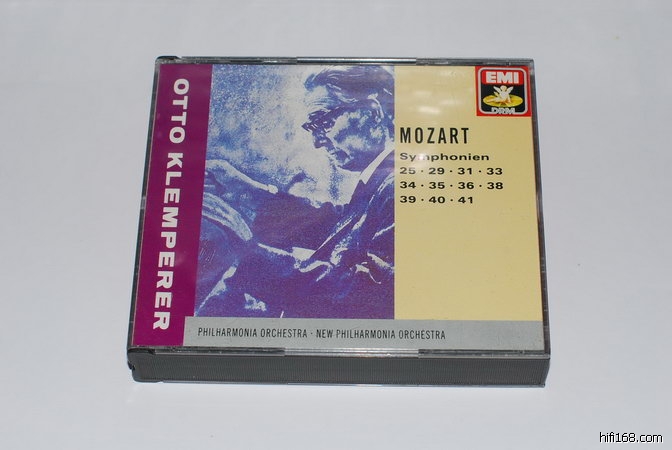 OTTO KLEMPERER
EMI
DRM
MOZART
Symphonien
25 · 29 · 31 · 33
34 · 35 · 36 · 38
39 · 40 · 41
PHILHARMONIA ORCHESTRA · NEW PHILHARMONIA ORCHESTRA
hifi168.com